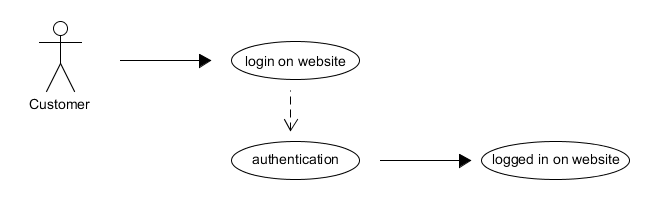 login on website
Customer
authentication
logged in on website